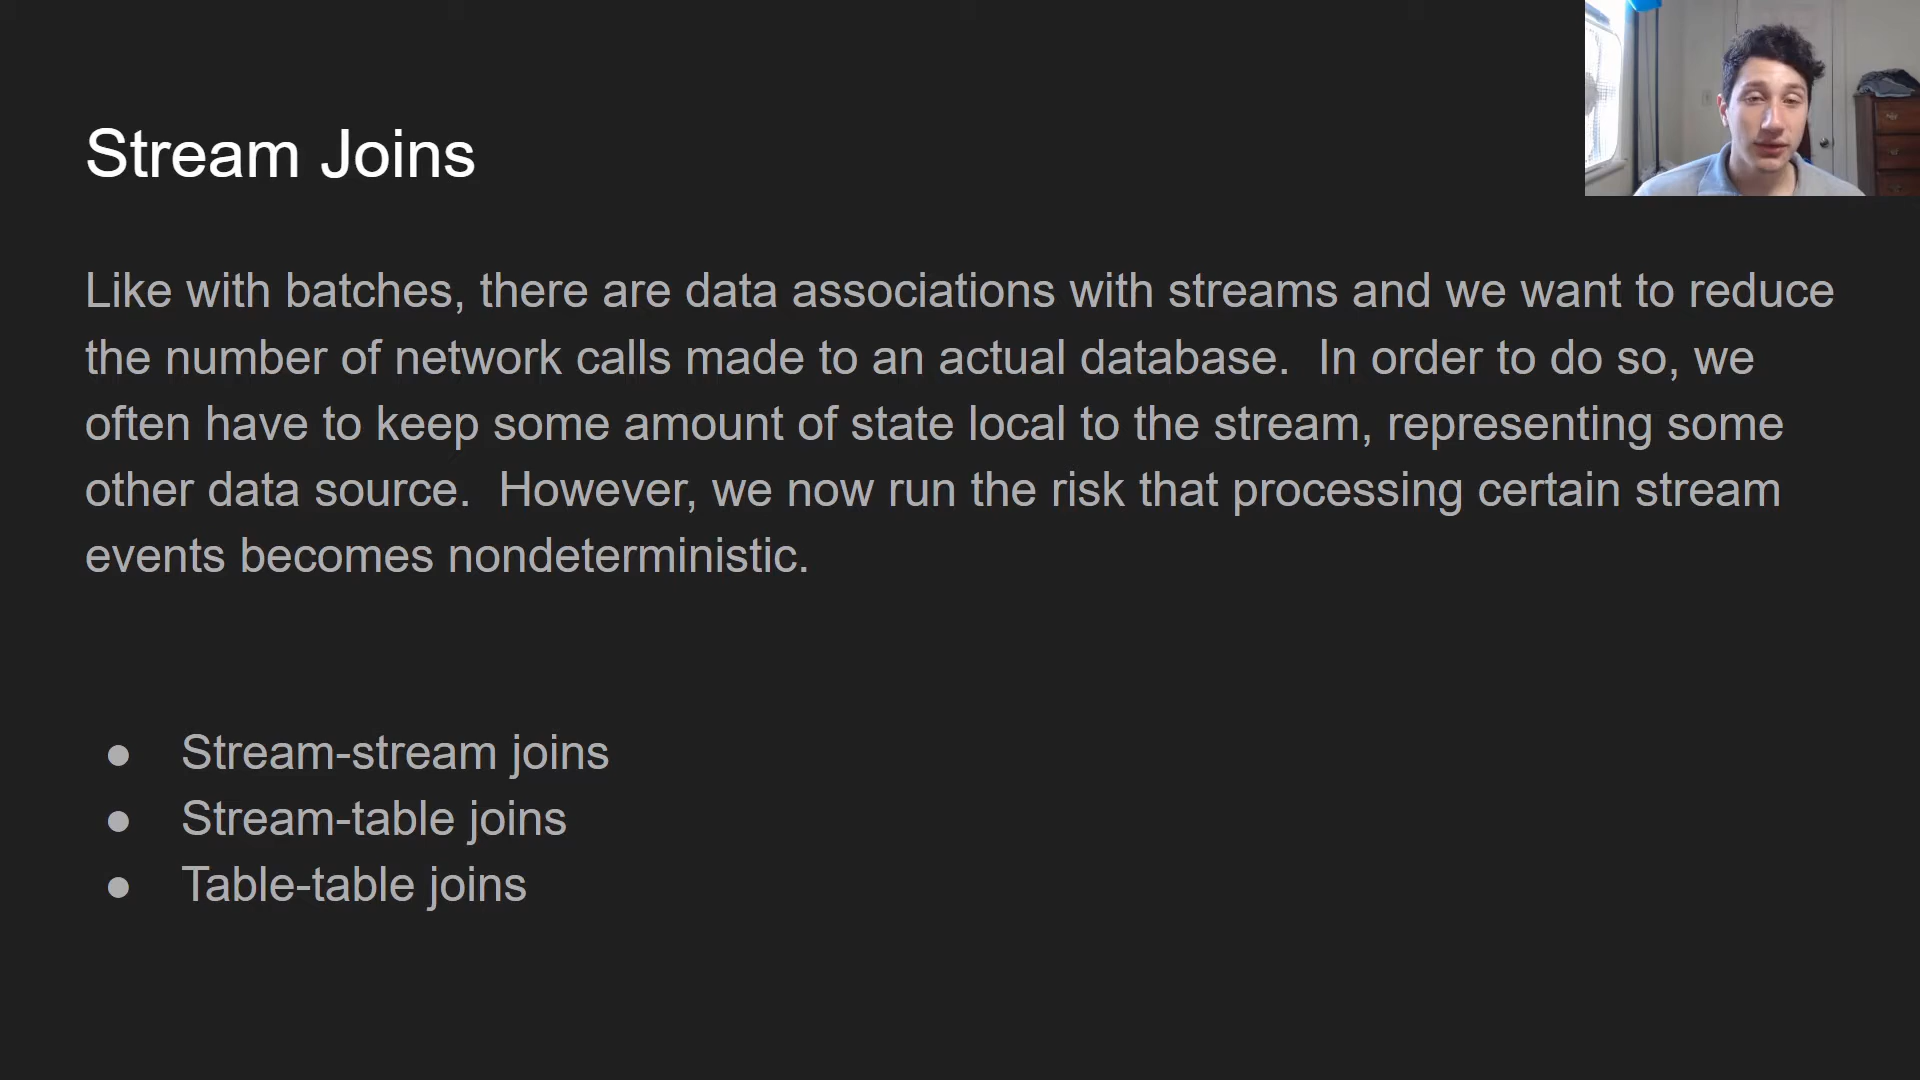 Stream Joins
Like with batches, there are data associations with streams and we want to reduce
the number of network calls made to an actual database.  In order to do so, we
often have to keep some amount of state local to the stream, representing some
other data source.  However, we now run the risk that processing certain stream
events becomes nondeterministic.
● Stream-stream joins
● Stream-table joins
● Table-table joins